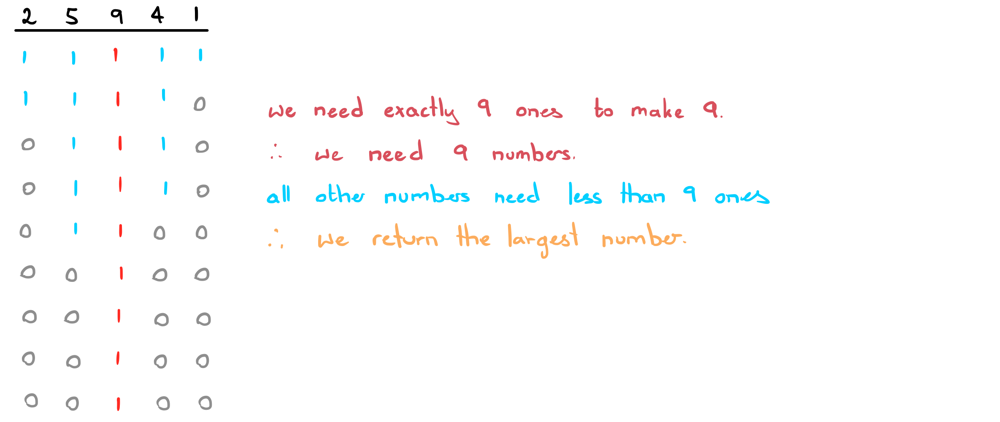 2 5 9 4 1
1 1 1 1 1
1 1 1 1 0
0 1 1 1 0
0 1 1 1 0
0 1 1 0 0
0 0 1 0 0
0 0 1 0 0
0 0 1 0 0
0 0 1 0 0
we need exactly 9 ones to make 9.
∴ we need 9 numbers.
all other numbers need less than 9 ones
∴ we return the largest number.